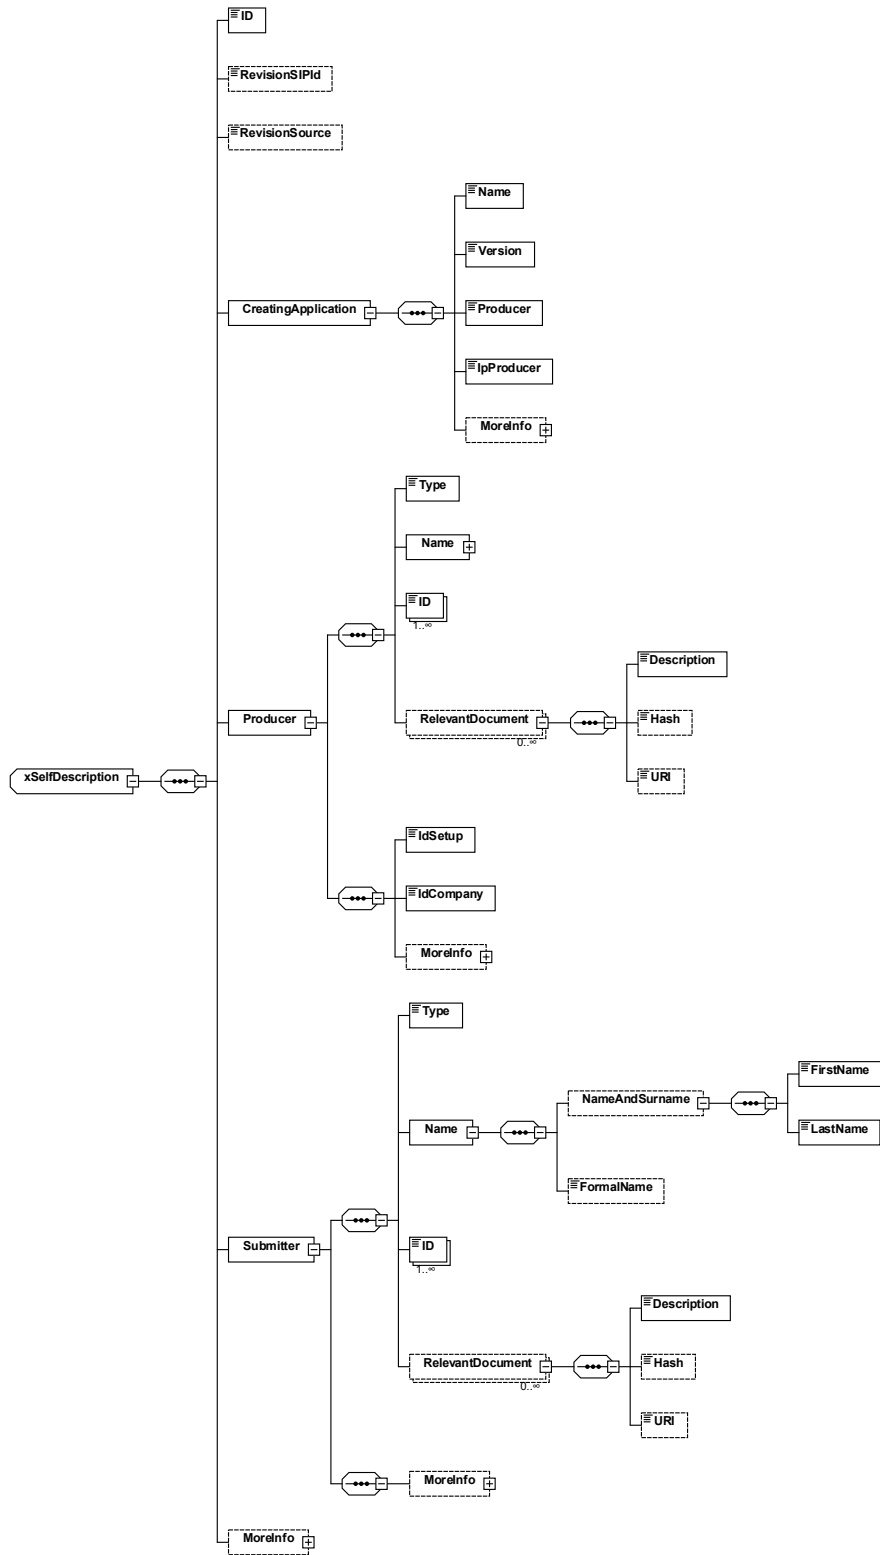 ID
RevisionSIPId
RevisionSource
Name
Version
CreatingApplication
Producer
IpProducer
MoreInfo
Type
Name
ID
1..∞
Description
Producer
RelevantDocument
Hash
0..∞
xSelfDescription
URI
IdSetup
IdCompany
MoreInfo
Type
FirstName
NameAndSurname
Name
LastName
FormalName
Submitter
ID
1..∞
Description
RelevantDocument
Hash
0..∞
URI
MoreInfo
MoreInfo